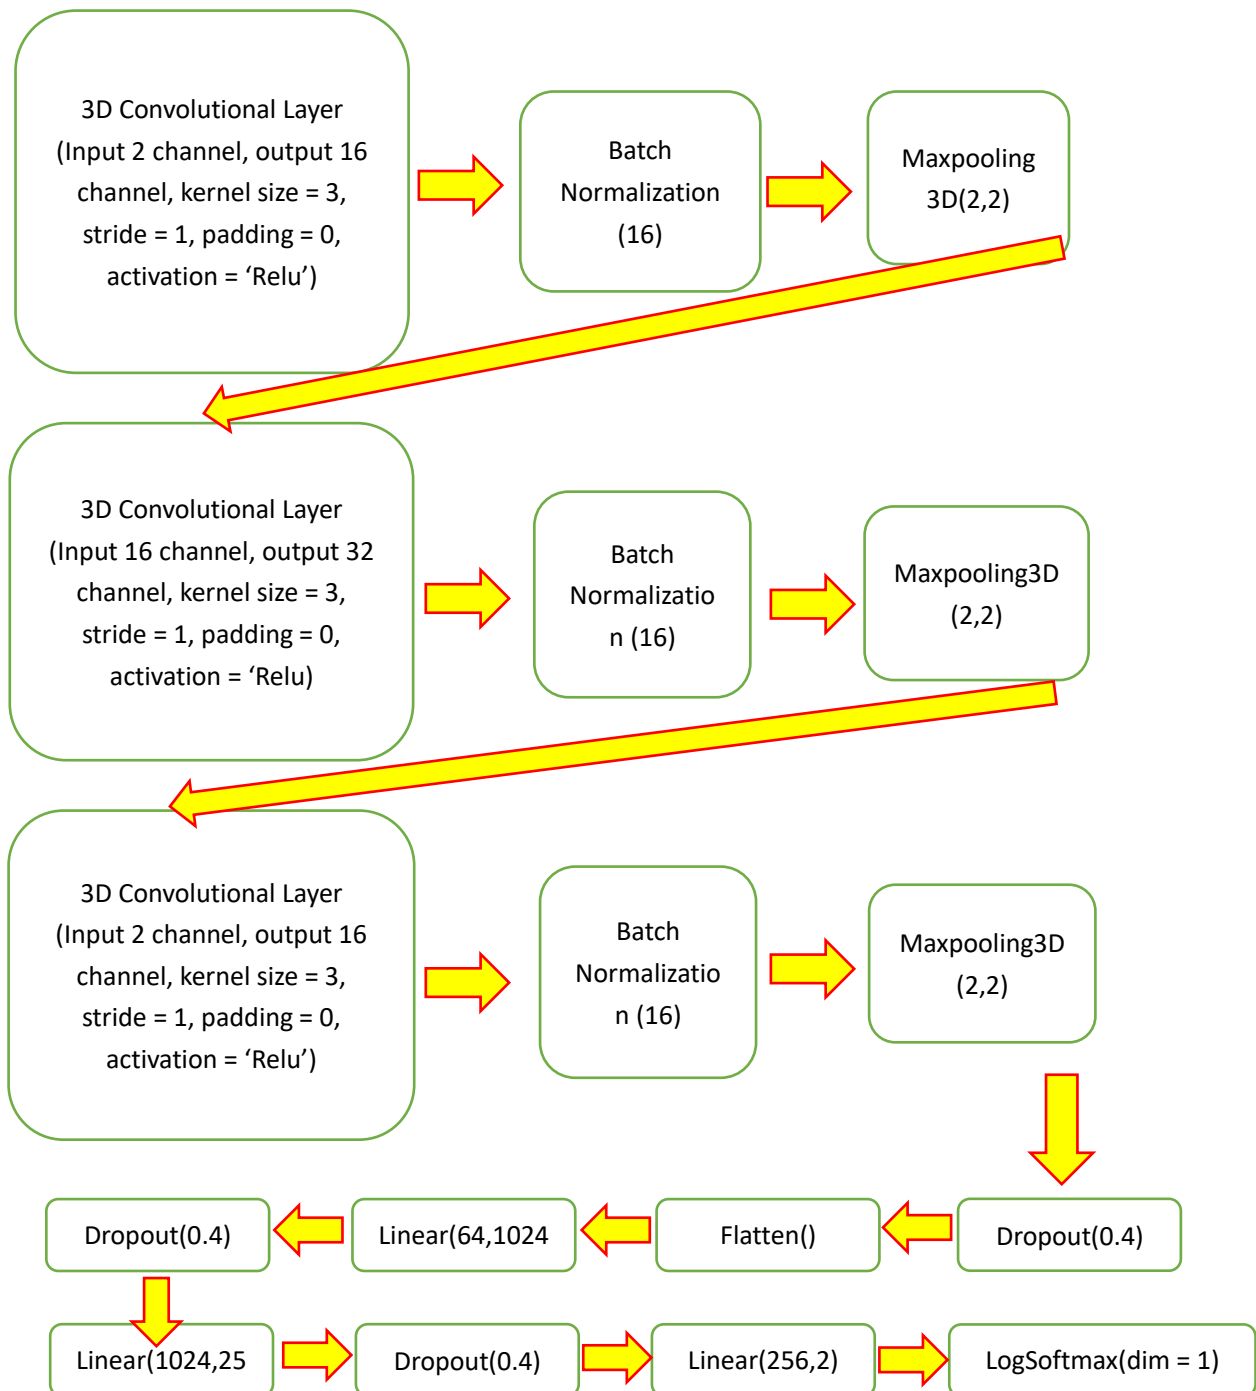 3D Convolutional Layer
(Input 2 channel, output 16
channel, kernel size = 3,
stride = 1, padding = 0,
activation = ‘Relu’)
Batch
Normalization
(16)
Maxpooling
3D(2,2)
3D Convolutional Layer
(Input 16 channel, output 32
channel, kernel size = 3,
stride = 1, padding = 0,
activation = ‘Relu)
Batch
Normalizatio
n (16)
Maxpooling3D
(2,2)
3D Convolutional Layer
(Input 2 channel, output 16
channel, kernel size = 3,
stride = 1, padding = 0,
activation = ‘Relu’)
Batch
Normalizatio
n (16)
Maxpooling3D
(2,2)
Dropout(0.4)
Flatten()
Linear(64,1024
Dropout(0.4)
Linear(1024,25
Dropout(0.4)
Linear(256,2)
LogSoftmax(dim = 1)